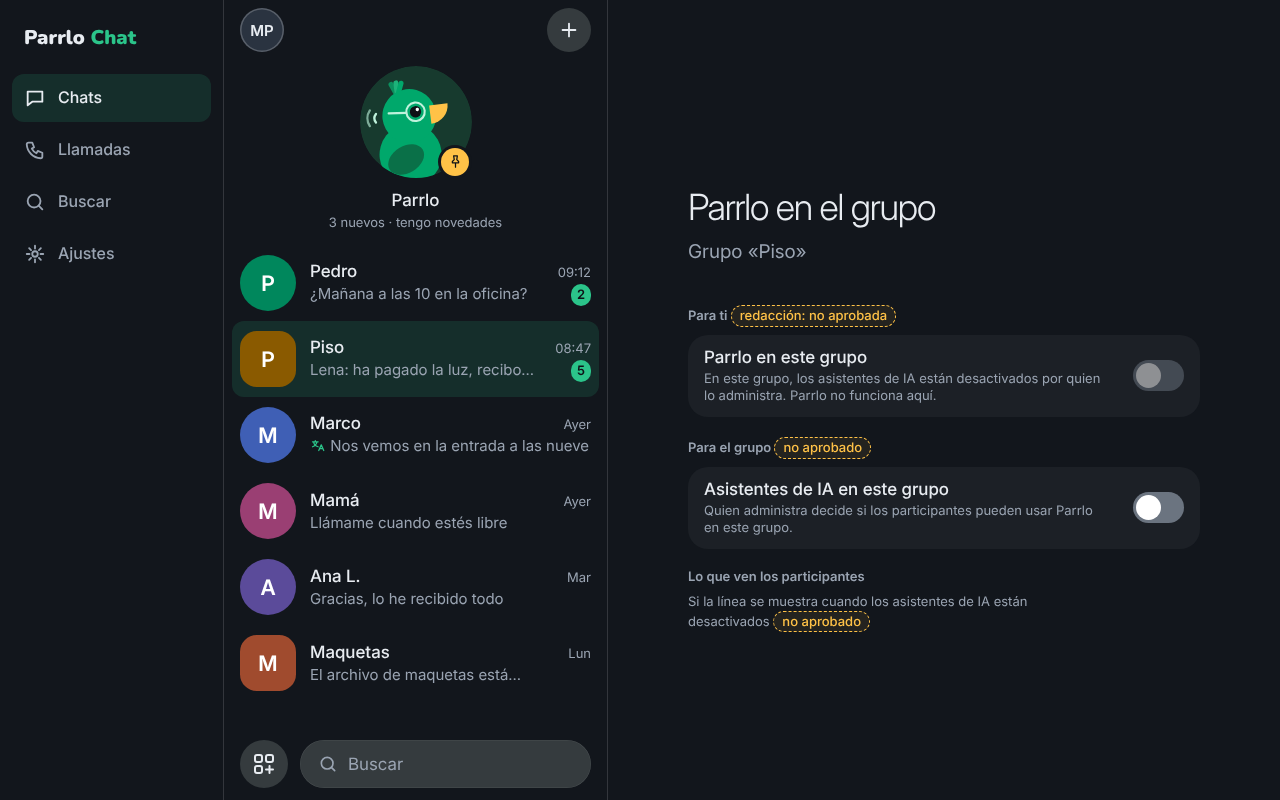 Parrlo Chat
Chats
Llamadas
Buscar
Ajustes
MP
Parrlo
3 nuevos · tengo novedades
P
Pedro
09:12
¿Mañana a las 10 en la oficina?
2
P
Piso
08:47
Lena: ha pagado la luz, recibo...
5
M
Marco
Ayer
Nos vemos en la entrada a las nueve
M
Mamá
Ayer
Llámame cuando estés libre
A
Ana L.
Mar
Gracias, lo he recibido todo
M
Maquetas
Lun
El archivo de maquetas está...
Buscar
Parrlo en el grupo
Grupo «Piso»
Para ti redacción: no aprobada
Parrlo en este grupo
En este grupo, los asistentes de IA están desactivados por quien
lo administra. Parrlo no funciona aquí.
Para el grupo no aprobado
Asistentes de IA en este grupo
Quien administra decide si los participantes pueden usar Parrlo
en este grupo.
Lo que ven los participantes
Si la línea se muestra cuando los asistentes de IA están
desactivados no aprobado